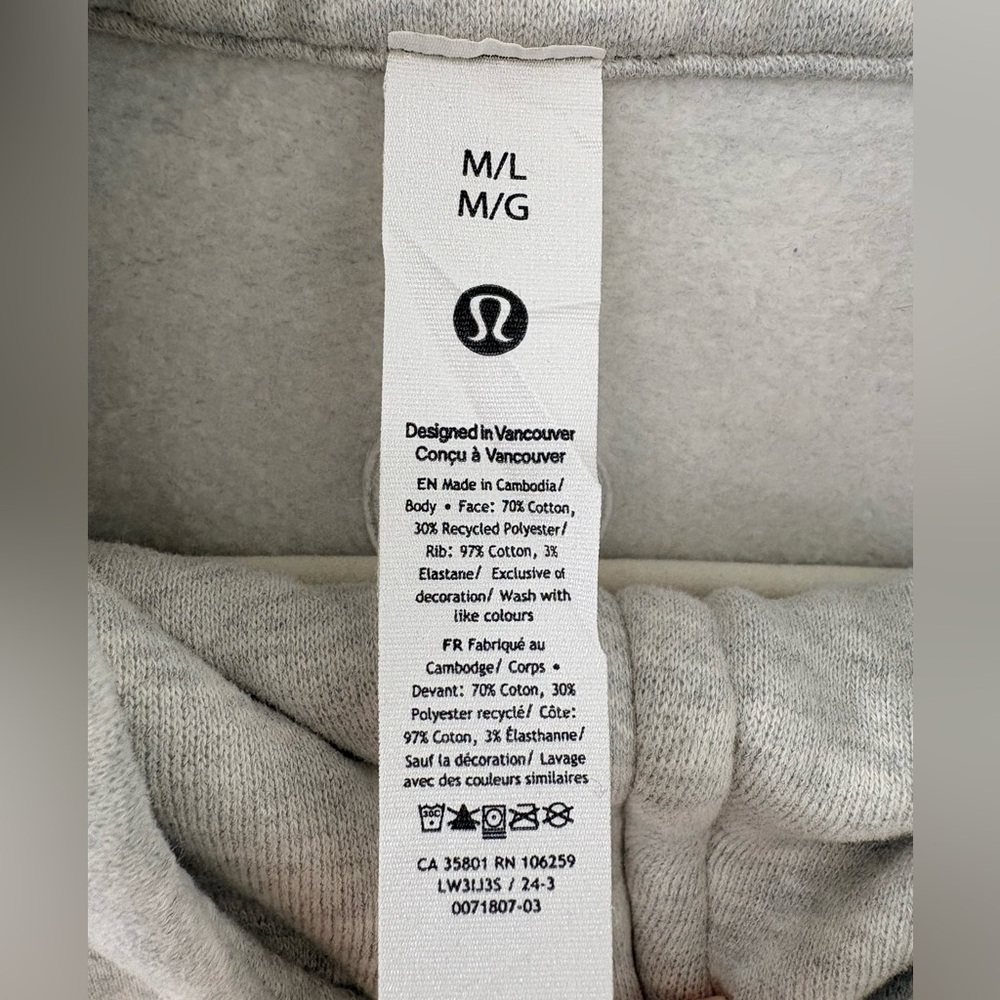 M/L
M/G
Designed in Vancouver
Conçu à Vancouver
EN Made in Cambodia/
Body • Face: 70% Cotton,
30% Recycled Polyester/
Rib: 97% Cotton, 3%
Elastane/ Exclusive of
decoration/ Wash with
like colours
FR Fabriqué au
Cambodge/ Corps •
Devant: 70% Coton, 30%
Polyester recyclé/ Côte:
97% Coton, 3% Élasthanne/
Sauf la décoration/ Lavage
avec des couleurs similaires
30C
CA 35801 RN 106259
/ 24-3
0071807-03